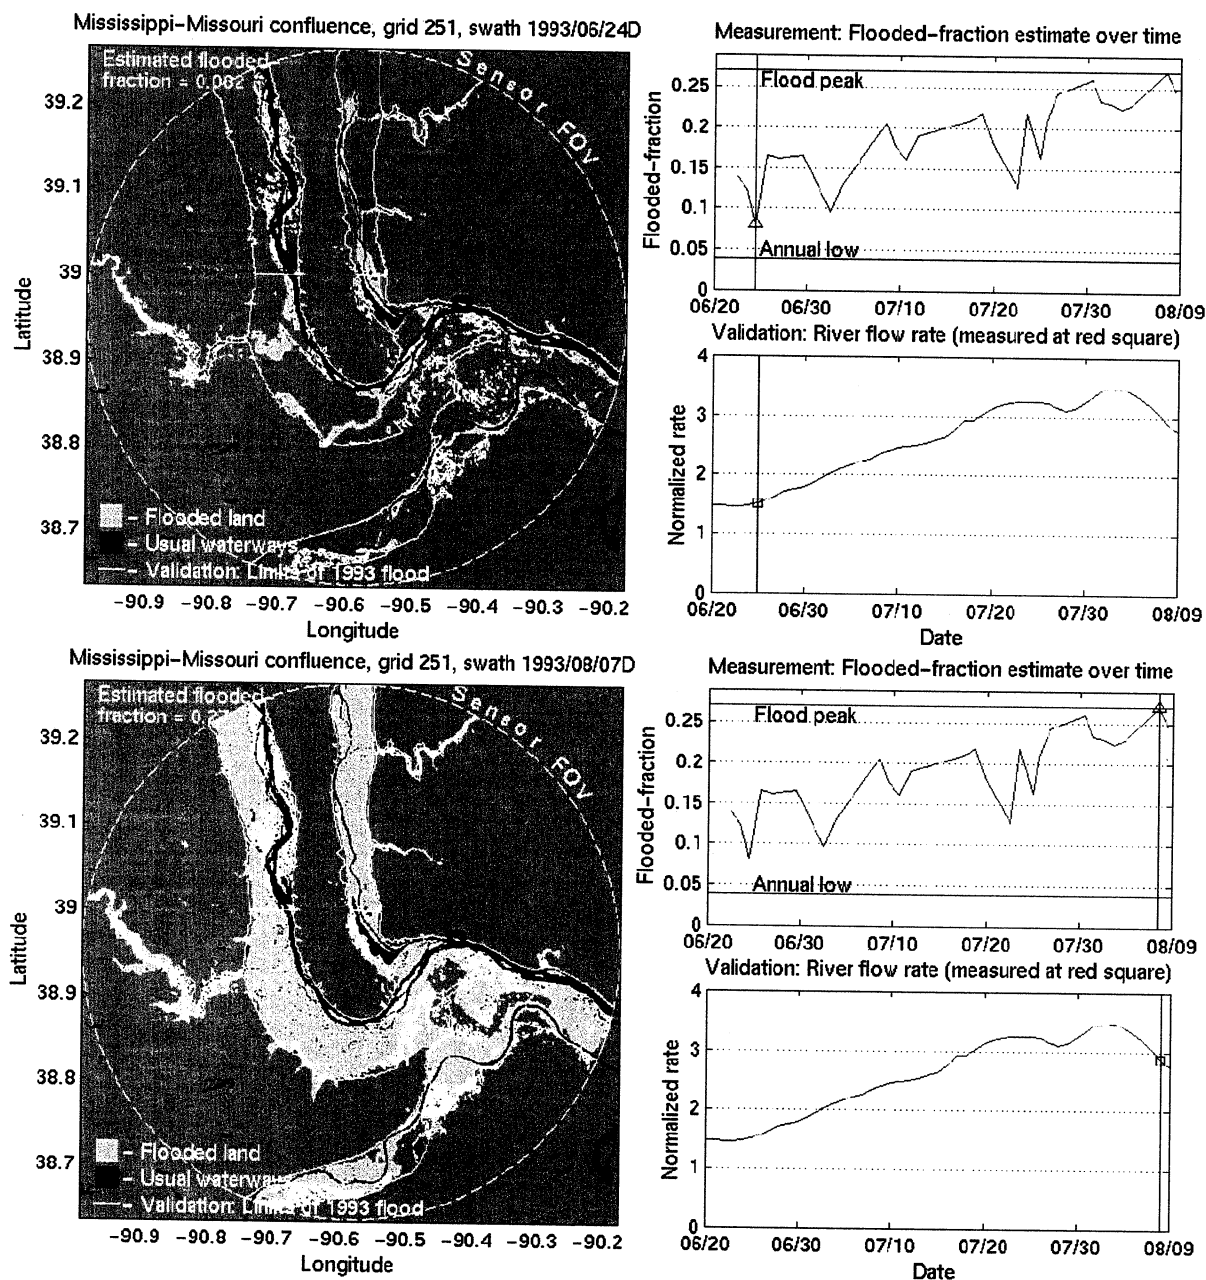 Mississippi-Missouri confluence, grid 251, swath 1993/06/24D
Estimated flooded
fraction = 0.082
Sensor FOV
39.2
39.1
39
38.9
38.8
38.7
Latitude
- Flooded land
- Usual waterways
- Validation: Limits of 1993 flood
-90.9 -90.8 -90.7 -90.6 -90.5 -90.4 -90.3 -90.2
Longitude
Measurement: Flooded-fraction estimate over time
Flood peak
Annual low
0.25
0.2
0.15
0.1
0.05
0
Flooded-fraction
06/20 06/30 07/10 07/20 07/30 08/09
Validation: River flow rate (measured at red square)
4
3
2
1
0
Normalized rate
06/20 06/30 07/10 07/20 07/30 08/09
Date
Mississippi-Missouri confluence, grid 251, swath 1993/08/07D
Estimated flooded
fraction = 0.
Sensor FOV
39.2
39.1
39
38.9
38.8
38.7
Latitude
- Flooded land
- Usual waterways
- Validation: Limits of 1993 flood
-90.9 -90.8 -90.7 -90.6 -90.5 -90.4 -90.3 -90.2
Longitude
Measurement: Flooded-fraction estimate over time
Flood peak
Annual low
0.25
0.2
0.15
0.1
0.05
0
Flooded-fraction
06/20 06/30 07/10 07/20 07/30 08/09
Validation: River flow rate (measured at red square)
4
3
2
1
0
Normalized rate
06/20 06/30 07/10 07/20 07/30 08/09
Date